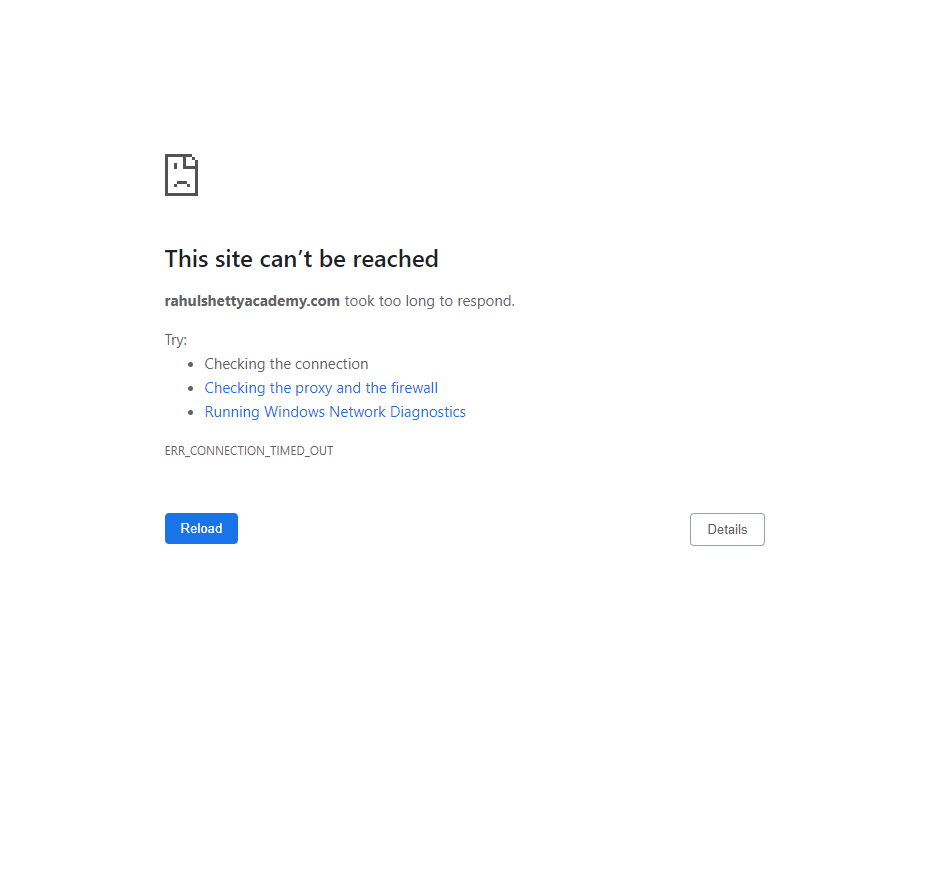 This site can’t be reached
rahulshettyacademy.com took too long to respond.
Try:
Checking the connection
Checking the proxy and the firewall
Running Windows Network Diagnostics
ERR_CONNECTION_TIMED_OUT
Reload
Details